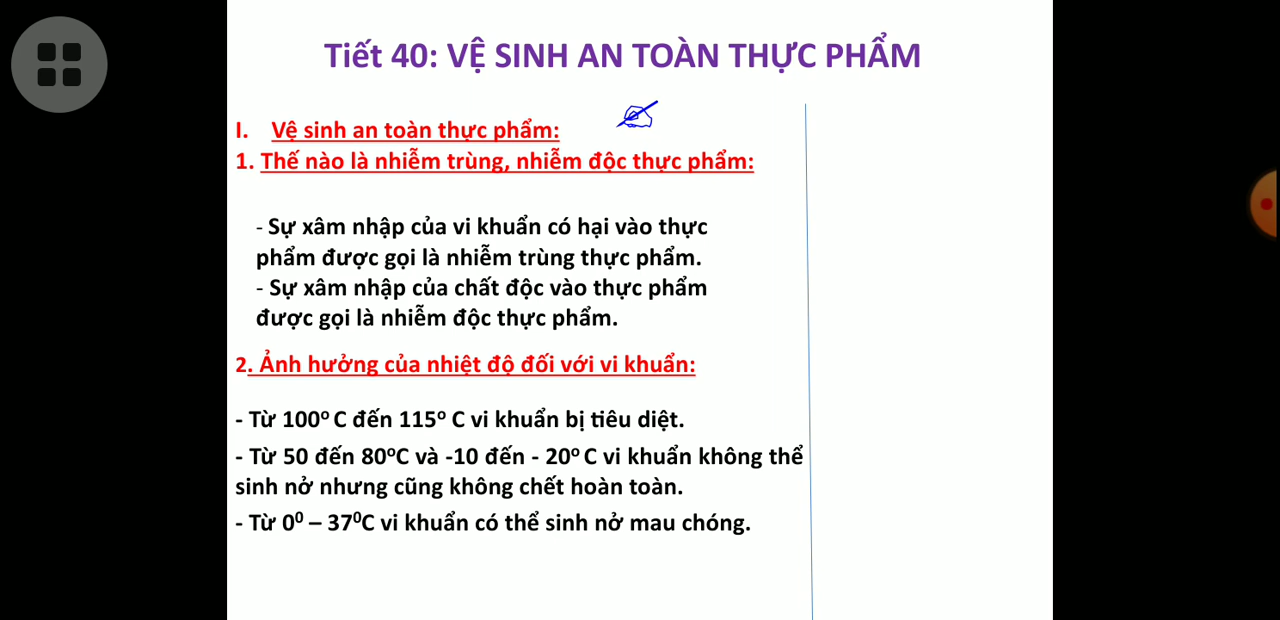 Tiết 40: VỆ SINH AN TOÀN THỰC PHẨM
I. Vệ sinh an toàn thực phẩm:
1. Thế nào là nhiễm trùng, nhiễm độc thực phẩm:
- Sự xâm nhập của vi khuẩn có hại vào thực
phẩm được gọi là nhiễm trùng thực phẩm.
- Sự xâm nhập của chất độc vào thực phẩm
được gọi là nhiễm độc thực phẩm.
2. Ảnh hưởng của nhiệt độ đối với vi khuẩn:
- Từ 100º C đến 115º C vi khuẩn bị tiêu diệt.
- Từ 50 đến 80ºC và -10 đến - 20º C vi khuẩn không thể
sinh nở nhưng cũng không chết hoàn toàn.
- Từ 0⁰ – 37⁰C vi khuẩn có thể sinh nở mau chóng.